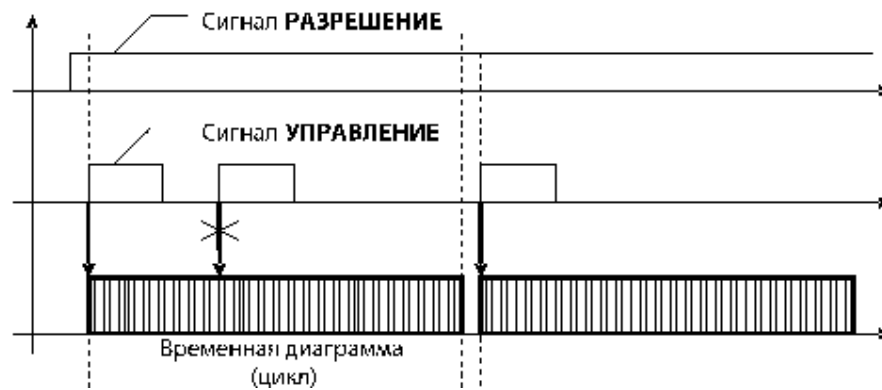 Сигнал РАЗРЕШЕНИЕ
Сигнал УПРАВЛЕНИЕ
Временная диаграмма
(цикл)